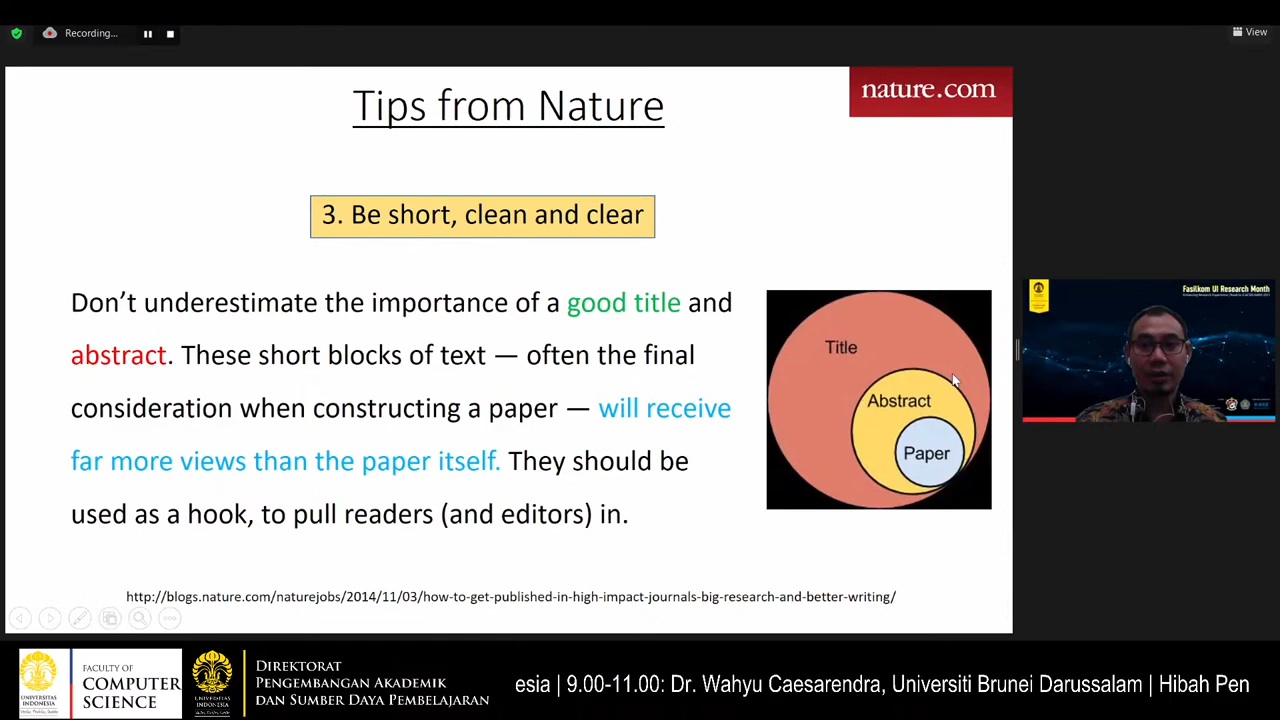 Recording...
View
Tips from Nature
nature.com
3. Be short, clean and clear
Don’t underestimate the importance of a good title and
abstract. These short blocks of text — often the final
consideration when constructing a paper — will receive
far more views than the paper itself. They should be
used as a hook, to pull readers (and editors) in.
Title
Abstract
Paper
Fasilkom UI Research Month
http://blogs.nature.com/naturejobs/2014/11/03/how-to-get-published-in-high-impact-journals-big-research-and-better-writing/
UNIVERSITAS
INDONESIA
FACULTY OF
COMPUTER
SCIENCE
UNIVERSITAS
INDONESIA
DIREKTORAT
PENGEMBANGAN AKADEMIK
DAN SUMBER DAYA PEMBELAJARAN
esia | 9.00-11.00: Dr. Wahyu Caesarendra, Universiti Brunei Darussalam | Hibah Pen